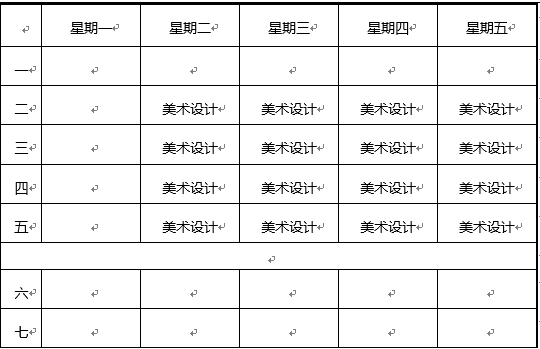 星期一 星期二 星期三 星期四 星期五
一
二 美术设计 美术设计 美术设计 美术设计
三 美术设计 美术设计 美术设计 美术设计
四 美术设计 美术设计 美术设计 美术设计
五 美术设计 美术设计 美术设计 美术设计
六
七